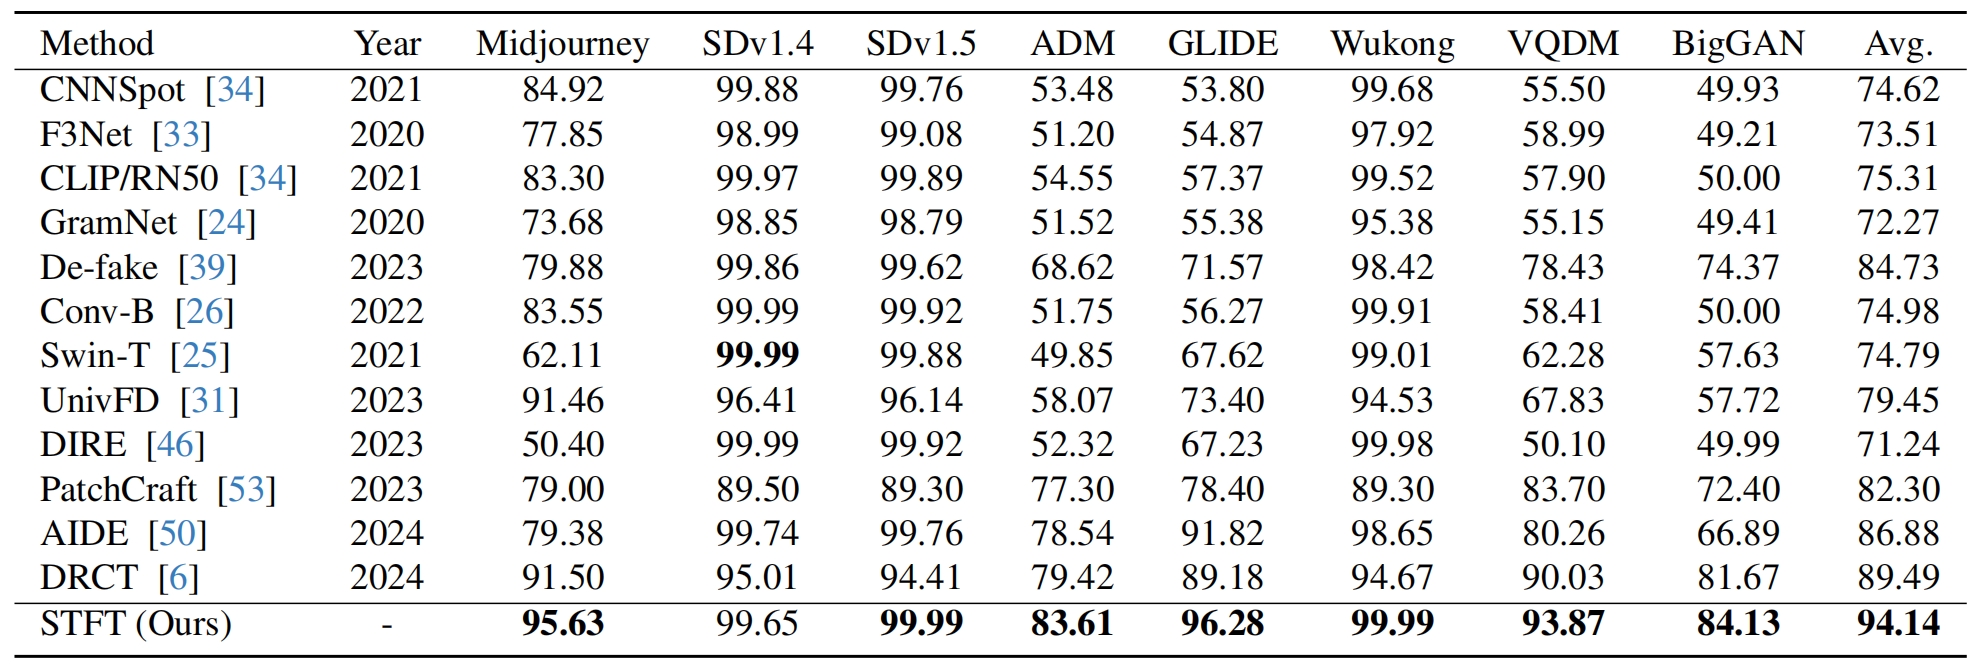 Method Year Midjourney SDv1.4 SDv1.5 ADM GLIDE Wukong VQDM BigGAN Avg.
CNNSpot [34] 2021 84.92 99.88 99.76 53.48 53.80 99.68 55.50 49.93 74.62
F3Net [33] 2020 77.85 98.99 99.08 51.20 54.87 97.92 58.99 49.21 73.51
CLIP/RN50 [34] 2021 83.30 99.97 99.89 54.55 57.37 99.52 57.90 50.00 75.31
GramNet [24] 2020 73.68 98.85 98.79 51.52 55.38 95.38 55.15 49.41 72.27
De-fake [39] 2023 79.88 99.86 99.62 68.62 71.57 98.42 78.43 74.37 84.73
Conv-B [26] 2022 83.55 99.99 99.92 51.75 56.27 99.91 58.41 50.00 74.98
Swin-T [25] 2021 62.11 99.99 99.88 49.85 67.62 99.01 62.28 57.63 74.79
UnivFD [31] 2023 91.46 96.41 96.14 58.07 73.40 94.53 67.83 57.72 79.45
DIRE [46] 2023 50.40 99.99 99.92 52.32 67.23 99.98 50.10 49.99 71.24
PatchCraft [53] 2023 79.00 89.50 89.30 77.30 78.40 89.30 83.70 72.40 82.30
AIDE [50] 2024 79.38 99.74 99.76 78.54 91.82 98.65 80.26 66.89 86.88
DRCT [6] 2024 91.50 95.01 94.41 79.42 89.18 94.67 90.03 81.67 89.49
STFT (Ours) - 95.63 99.65 99.99 83.61 96.28 99.99 93.87 84.13 94.14